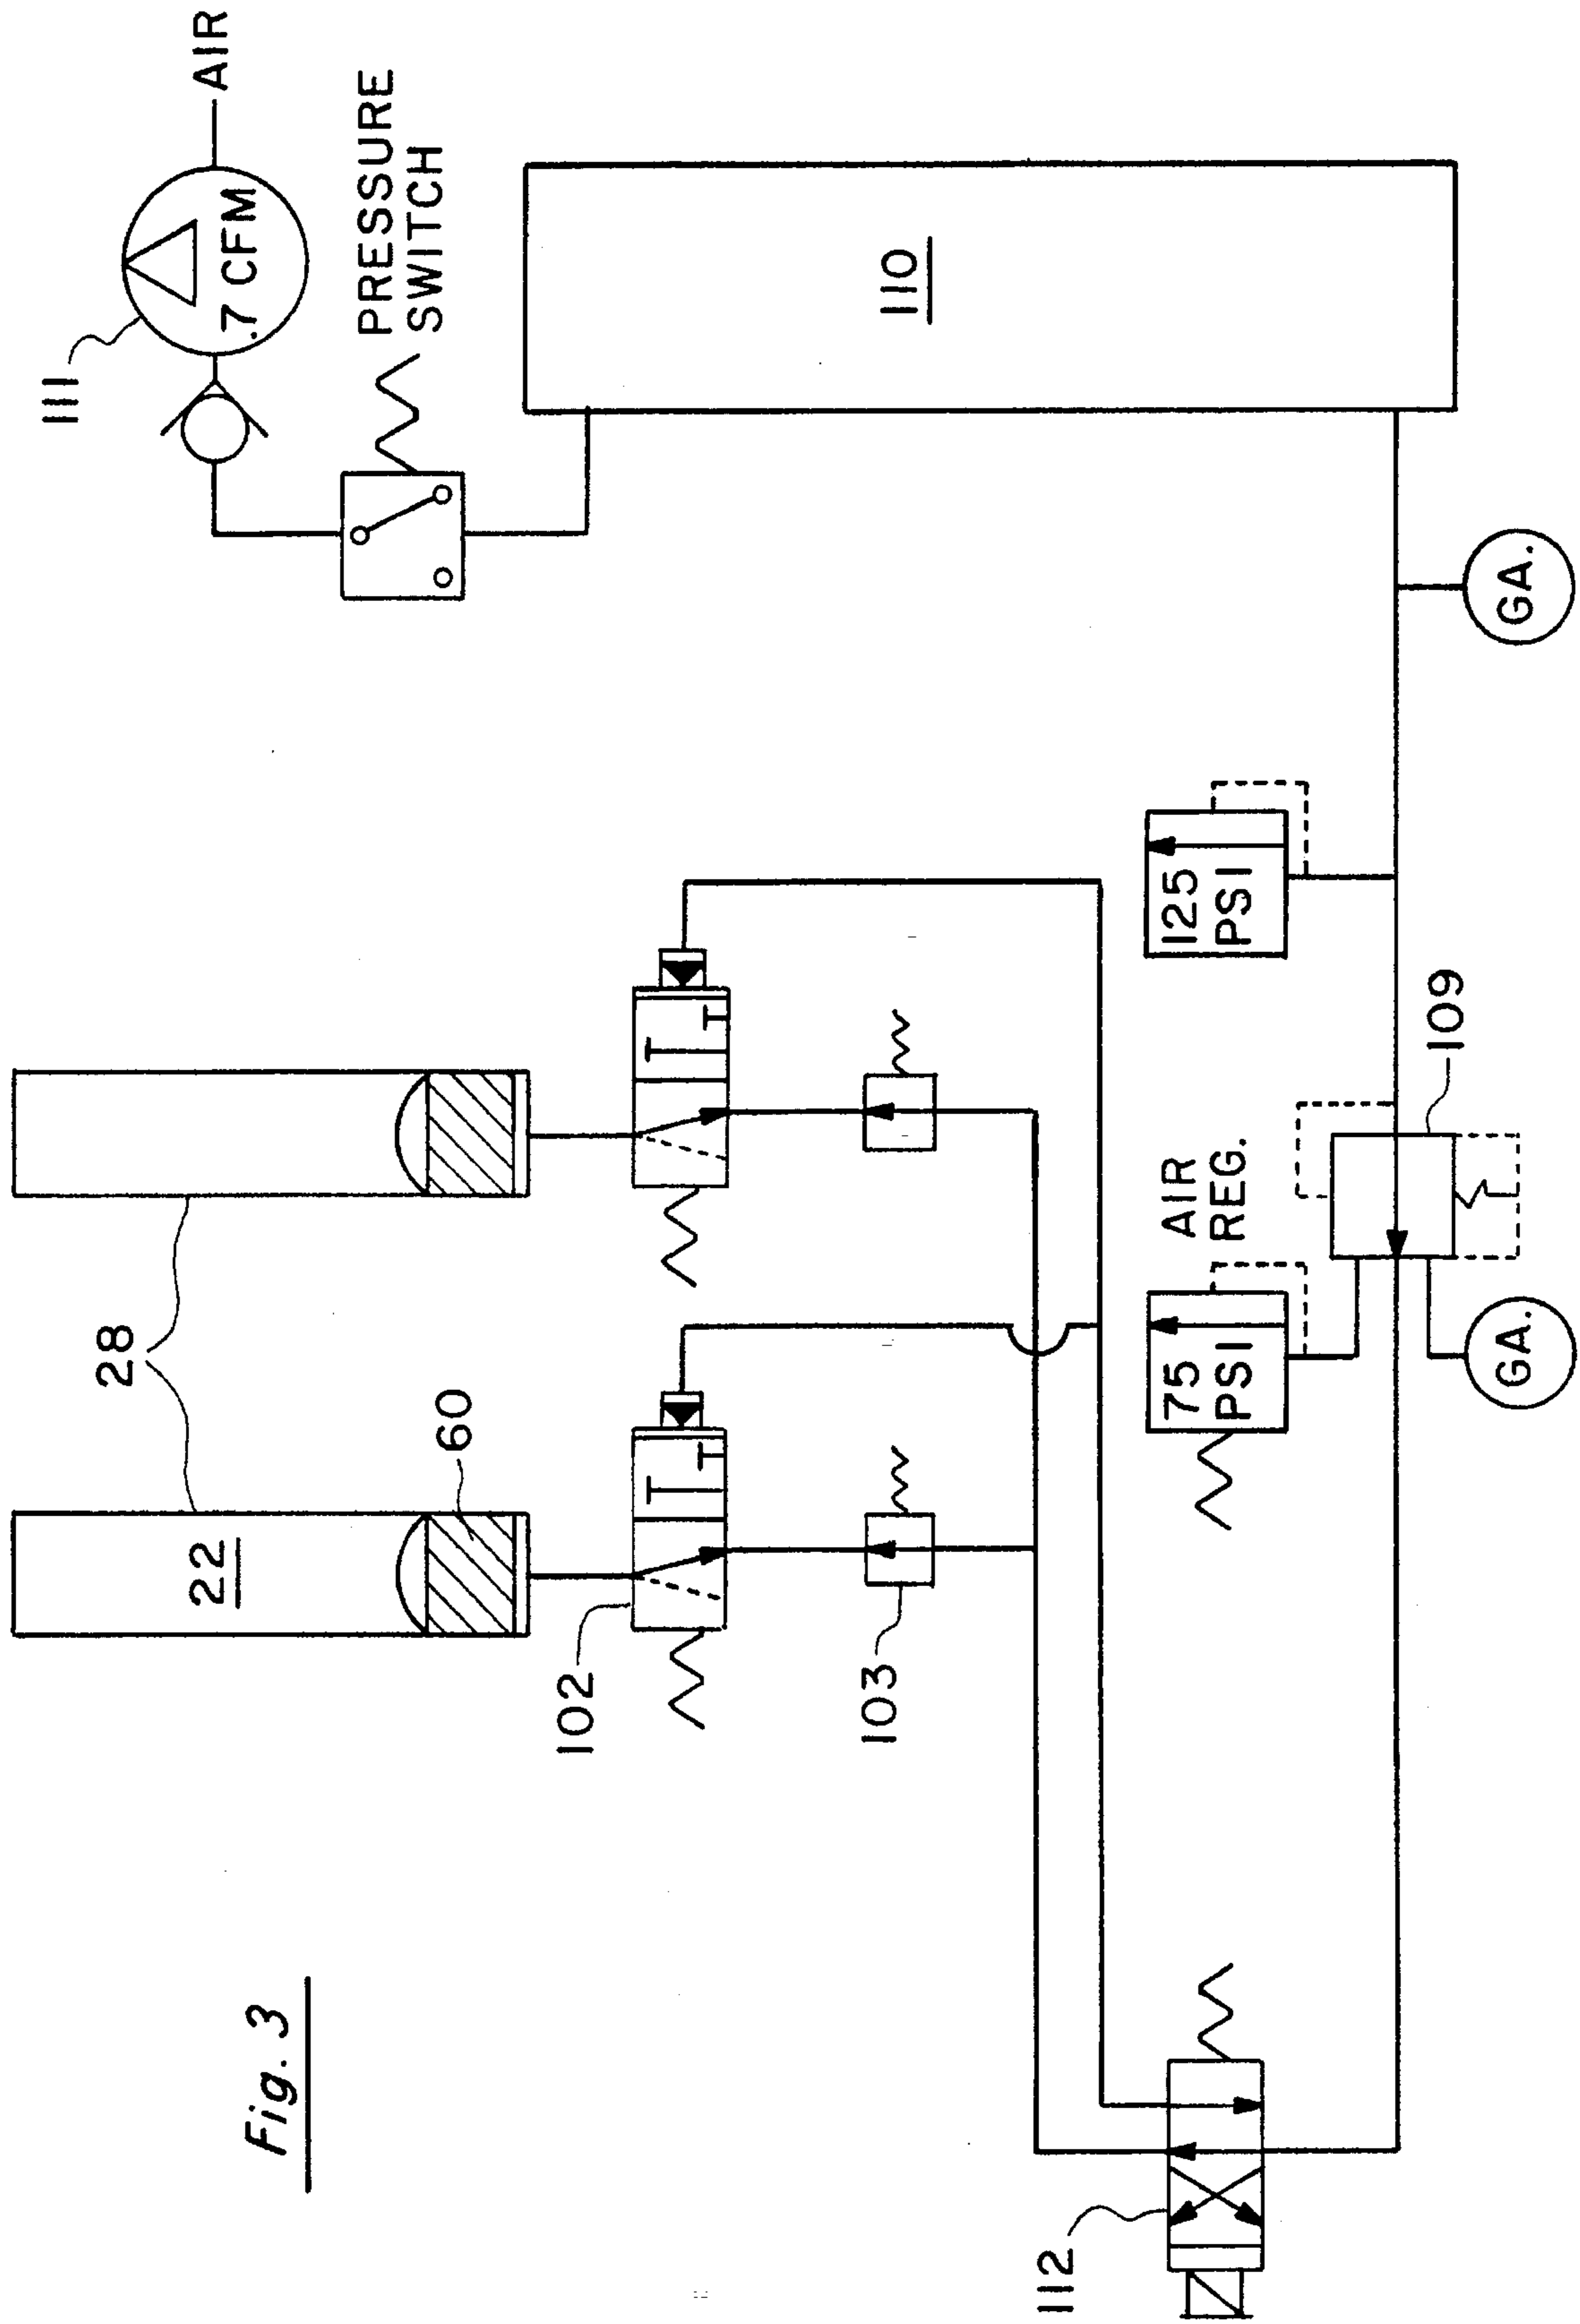 Fig. 3
111
.7 CFM
AIR
PRESSURE
SWITCH
110
28
22
60
102
103
125
PSI
AIR
REG.
75
PSI
109
GA.
GA.
112